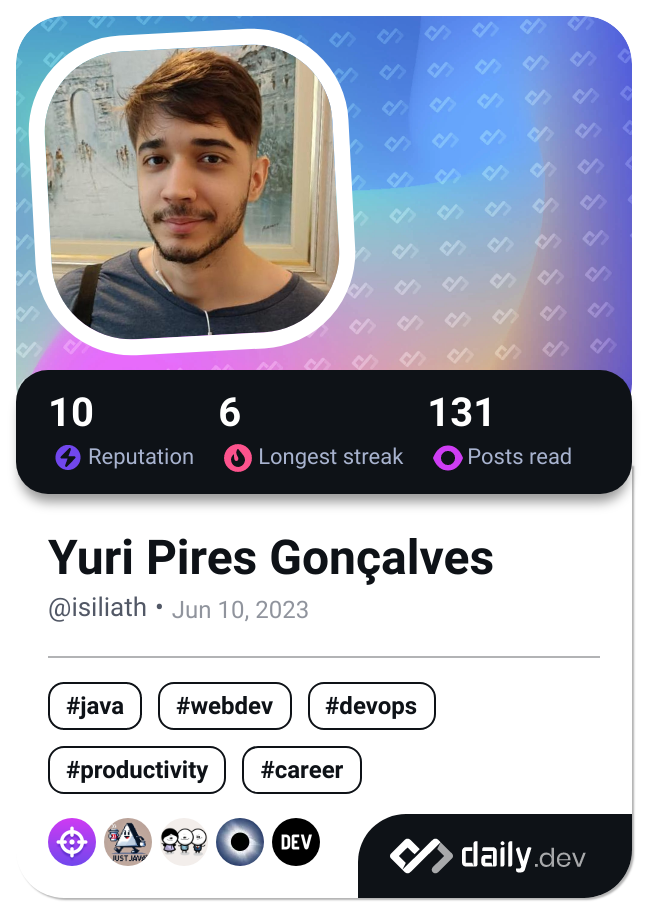 10 6 131
Reputation Longest streak Posts read
Yuri Pires Gonçalves
@isiliath • Jun 10, 2023
#java #webdev #devops
#productivity #career
JUST JAVA DEV
daily.dev